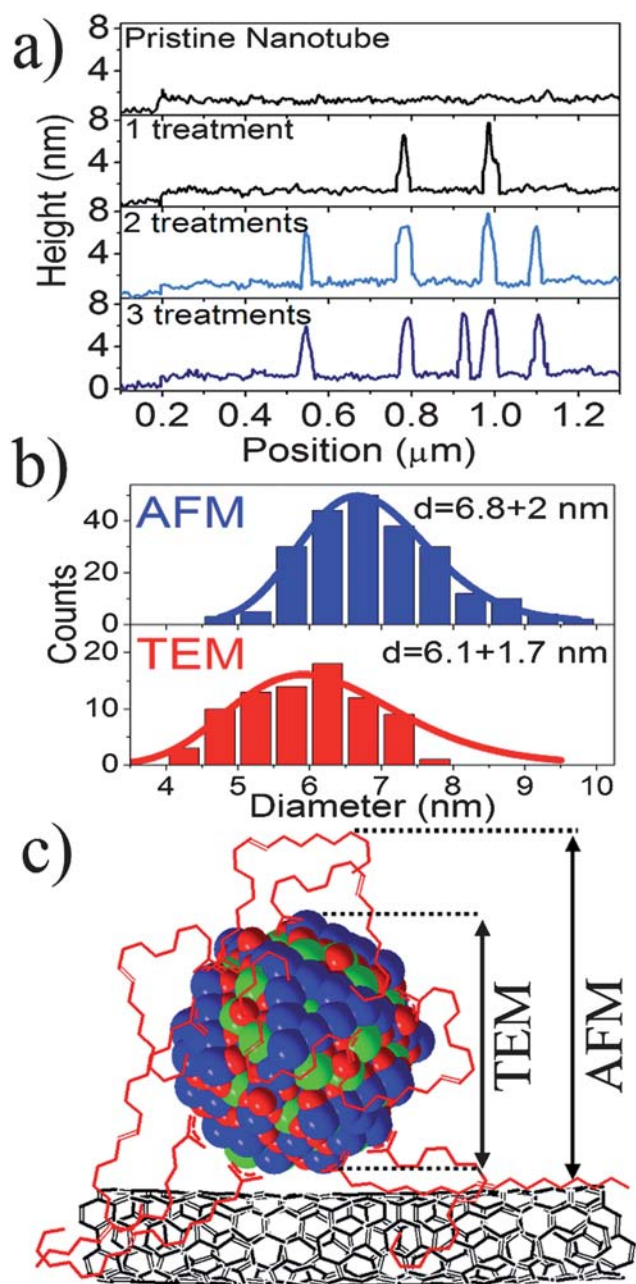 a)
Pristine Nanotube
8
4
8
1 treatment
8
4
8
2 treatments
8
4
3 treatments
8
4
0
Height (nm)
0.2 0.4 0.6 0.8 1.0 1.2
Position (μm)
b)
AFM
d=6.8+2 nm
40
20
0
TEM
d=6.1+1.7 nm
20
10
0
Counts
4 5 6 7 8 9 10
Diameter (nm)
c)
TEM
AFM